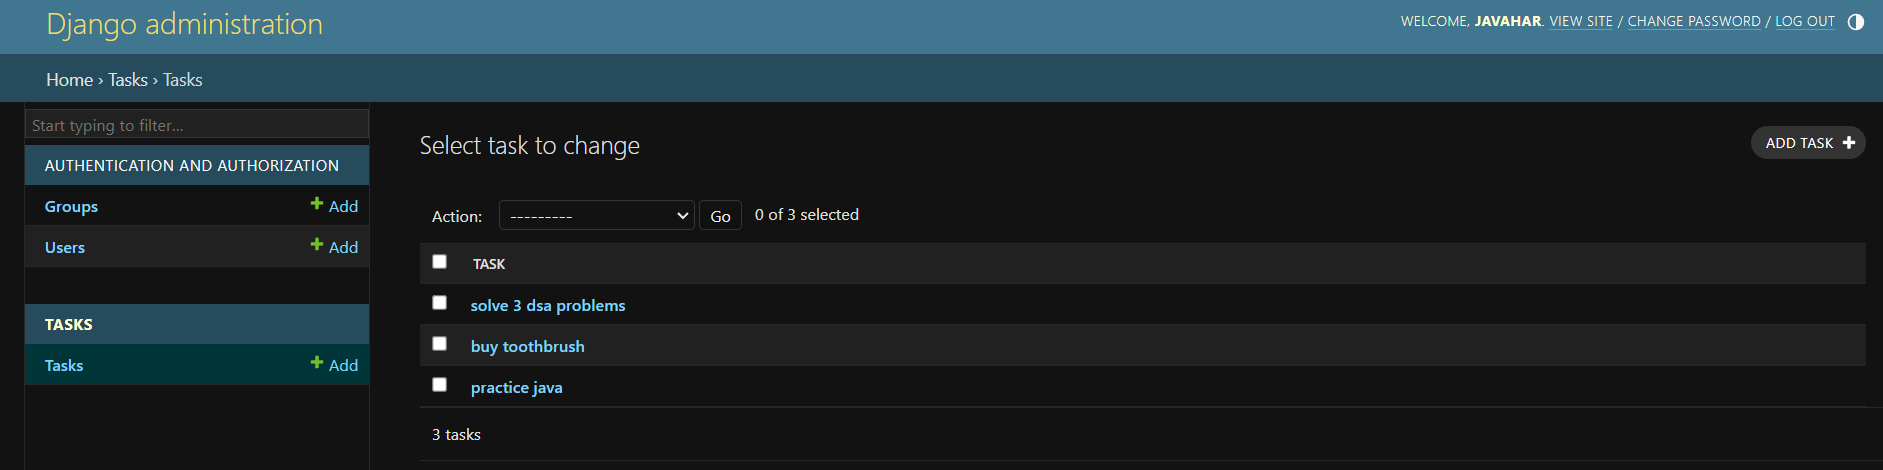 Django administration
WELCOME, JAVAHAR. VIEW SITE / CHANGE PASSWORD / LOG OUT
Home › Tasks › Tasks
Start typing to filter...
AUTHENTICATION AND AUTHORIZATION
Groups + Add
Users + Add
TASKS
Tasks + Add
Select task to change
ADD TASK +
Action: --------- Go 0 of 3 selected
TASK
solve 3 dsa problems
buy toothbrush
practice java
3 tasks